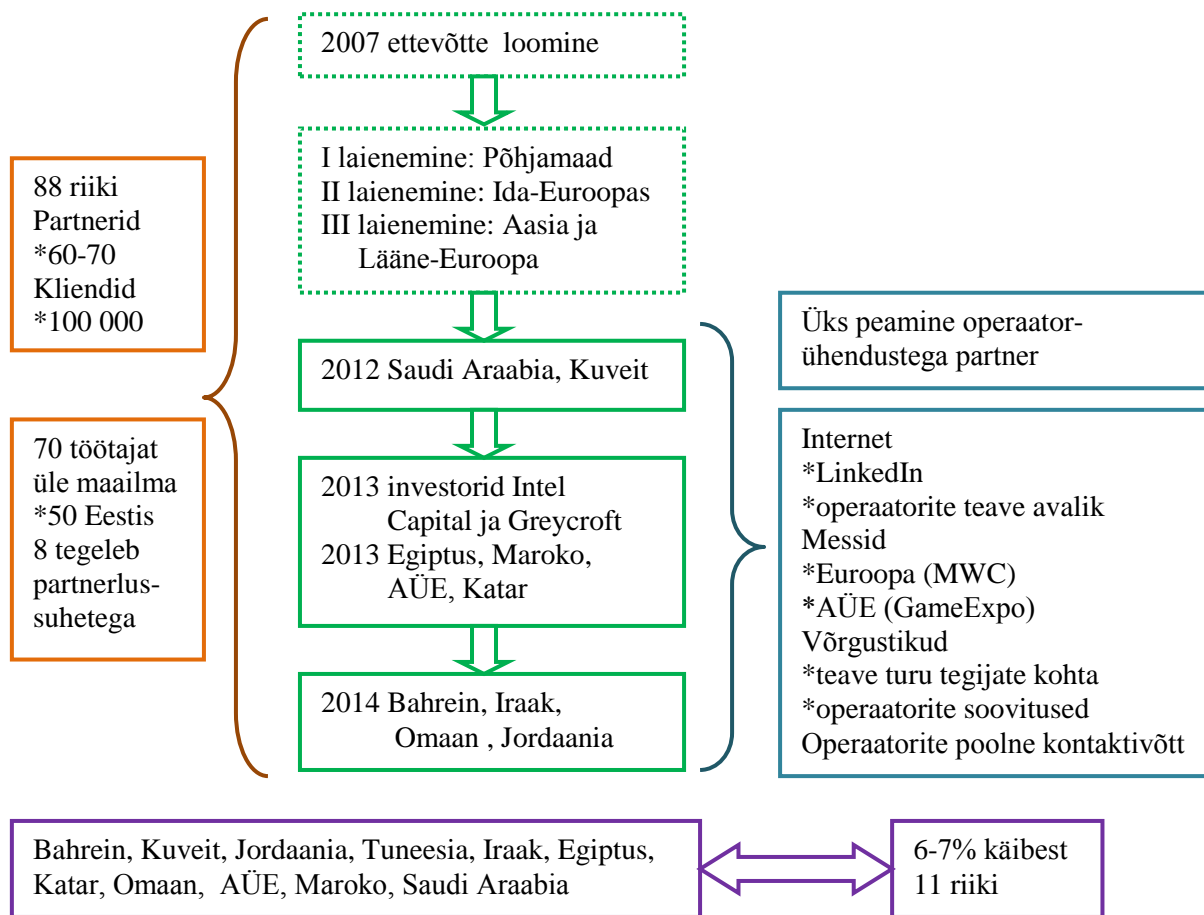 2007 ettevõtte loomine
I laienemine: Põhjamaad
II laienemine: Ida-Euroopas
III laienemine: Aasia ja
Lääne-Euroopa
88 riiki
Partnerid
*60-70
Kliendid
*100 000
70 töötajat
üle maailma
*50 Eestis
8 tegeleb
partnerlus-
suhetega
2012 Saudi Araabia, Kuveit
2013 investorid Intel
Capital ja Greycroft
2013 Egiptus, Maroko,
AÜE, Katar
2014 Bahrein, Iraak,
Omaan , Jordaania
Üks peamine operaator-
ühendustega partner
Internet
*LinkedIn
*operaatorite teave avalik
Messid
*Euroopa (MWC)
*AÜE (GameExpo)
Võrgustikud
*teave turu tegijate kohta
*operaatorite soovitused
Operaatorite poolne kontaktivõtt
Bahrein, Kuveit, Jordaania, Tuneesia, Iraak, Egiptus,
Katar, Omaan, AÜE, Maroko, Saudi Araabia
6-7% käibest
11 riiki